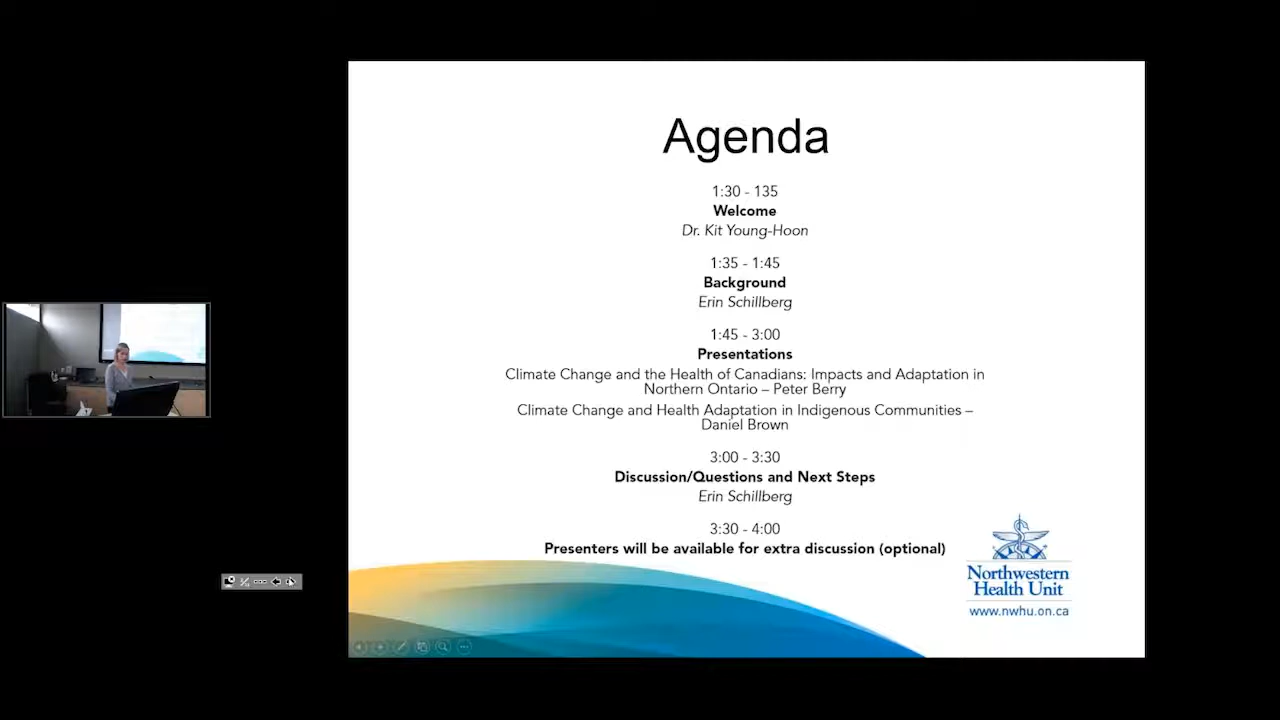 Agenda
1:30 - 135
Welcome
Dr. Kit Young-Hoon
1:35 - 1:45
Background
Erin Schillberg
1:45 - 3:00
Presentations
Climate Change and the Health of Canadians: Impacts and Adaptation in
Northern Ontario – Peter Berry
Climate Change and Health Adaptation in Indigenous Communities –
Daniel Brown
3:00 - 3:30
Discussion/Questions and Next Steps
Erin Schillberg
3:30 - 4:00
Presenters will be available for extra discussion (optional)
Northwestern
Health Unit
www.nwhu.on.ca